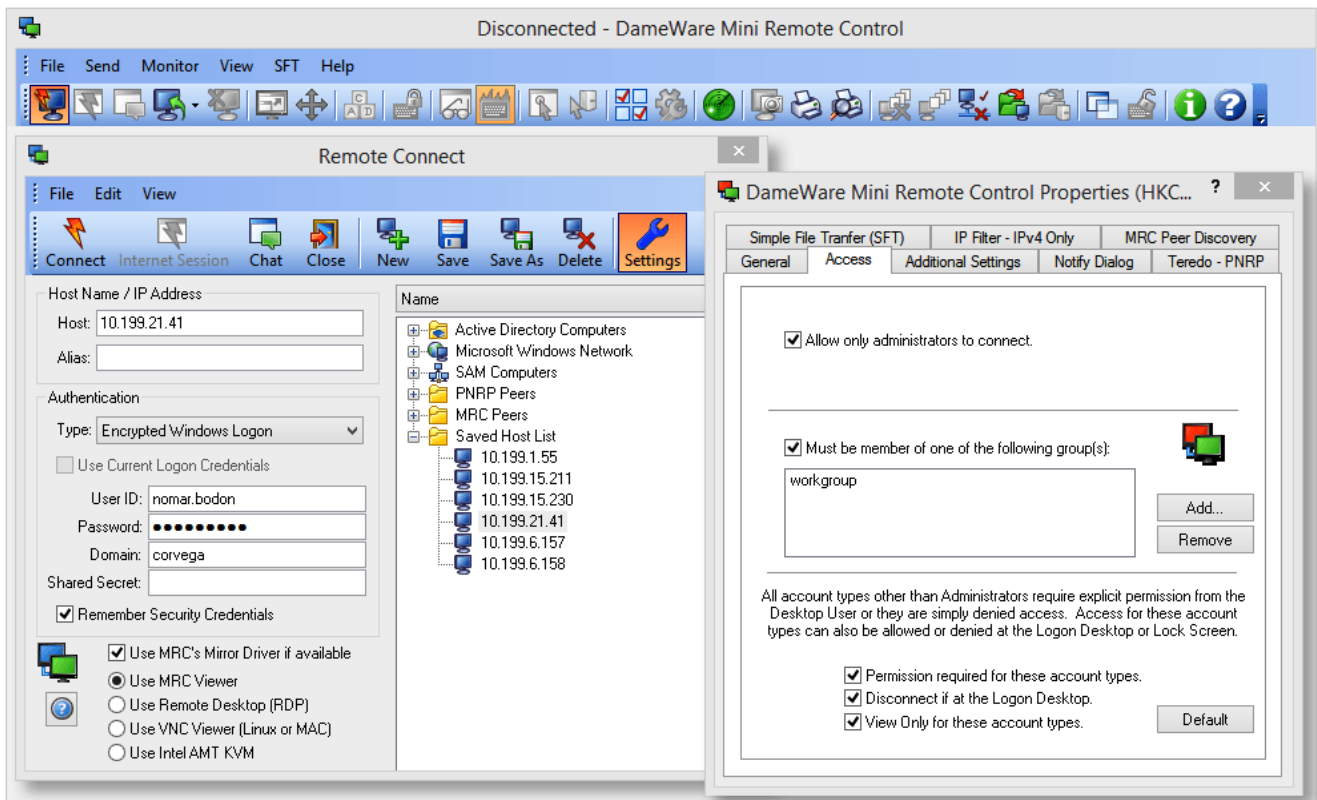 Disconnected - DameWare Mini Remote Control
File Send Monitor View SFT Help
Remote Connect
File Edit View
Connect Internet Session Chat Close New Save Save As Delete Settings
Host Name / IP Address
Host: 10.199.21.41
Alias:
Authentication
Type: Encrypted Windows Logon
Use Current Logon Credentials
User ID: nomar.bodon
Password: ●●●●●●●●●
Domain: corvega
Shared Secret:
Remember Security Credentials
Use MRC's Mirror Driver if available
Use MRC Viewer
Use Remote Desktop (RDP)
Use VNC Viewer (Linux or MAC)
Use Intel AMT KVM
Name
Active Directory Computers
Microsoft Windows Network
SAM Computers
PNRP Peers
MRC Peers
Saved Host List
10.199.1.55
10.199.15.211
10.199.15.230
10.199.21.41
10.199.6.157
10.199.6.158
DameWare Mini Remote Control Properties (HKC...
Simple File Tranfer (SFT) IP Filter - IPv4 Only MRC Peer Discovery
General Access Additional Settings Notify Dialog Teredo - PNRP
Allow only administrators to connect.
Must be member of one of the following group(s):
workgroup
Add...
Remove
All account types other than Administrators require explicit permission from the
Desktop User or they are simply denied access. Access for these account
types can also be allowed or denied at the Logon Desktop or Lock Screen.
Permission required for these account types.
Disconnect if at the Logon Desktop.
View Only for these account types.
Default